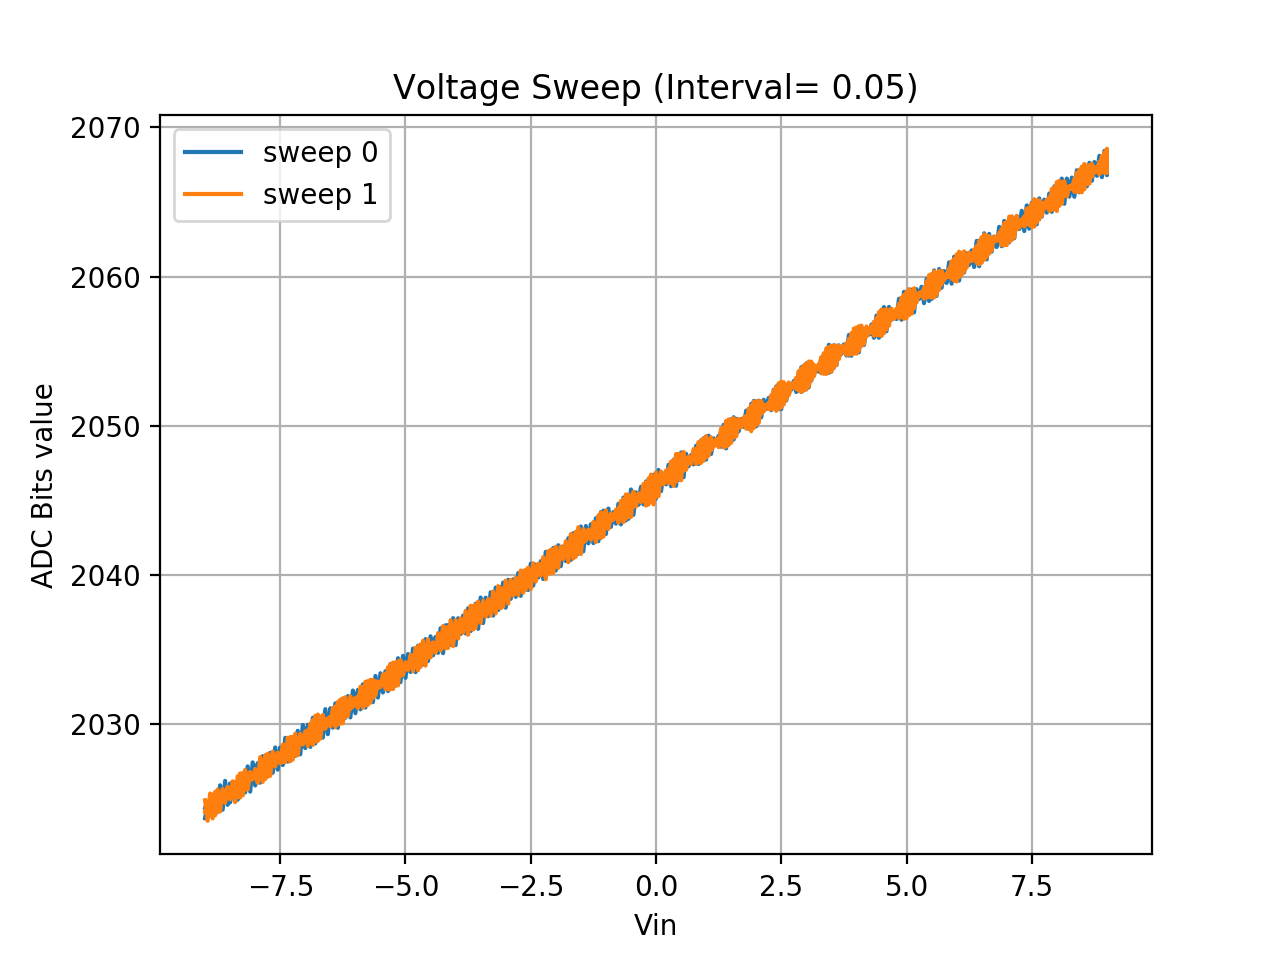 Voltage Sweep (Interval= 0.05)
sweep 0
sweep 1
2070
2060
2050
2040
2030
ADC Bits value
−7.5 −5.0 −2.5 0.0 2.5 5.0 7.5
Vin